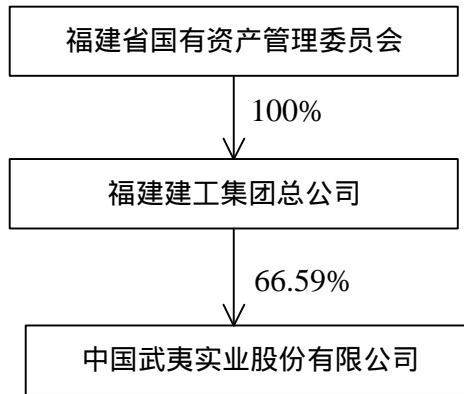 福建省国有资产管理委员会
100%
福建建工集团总公司
66.59%
中国武夷实业股份有限公司